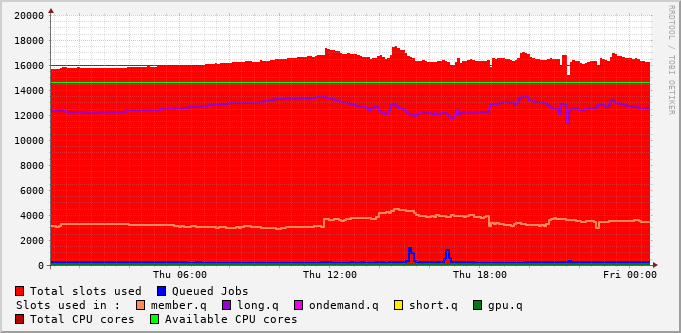 RRDTOOL / TOBI OETIKER
20000
18000
16000
14000
12000
10000
8000
6000
4000
2000
0
Thu 06:00 Thu 12:00 Thu 18:00 Fri 00:00
Total slots used Queued Jobs
Slots used in : member.q long.q ondemand.q short.q gpu.q
Total CPU cores Available CPU cores